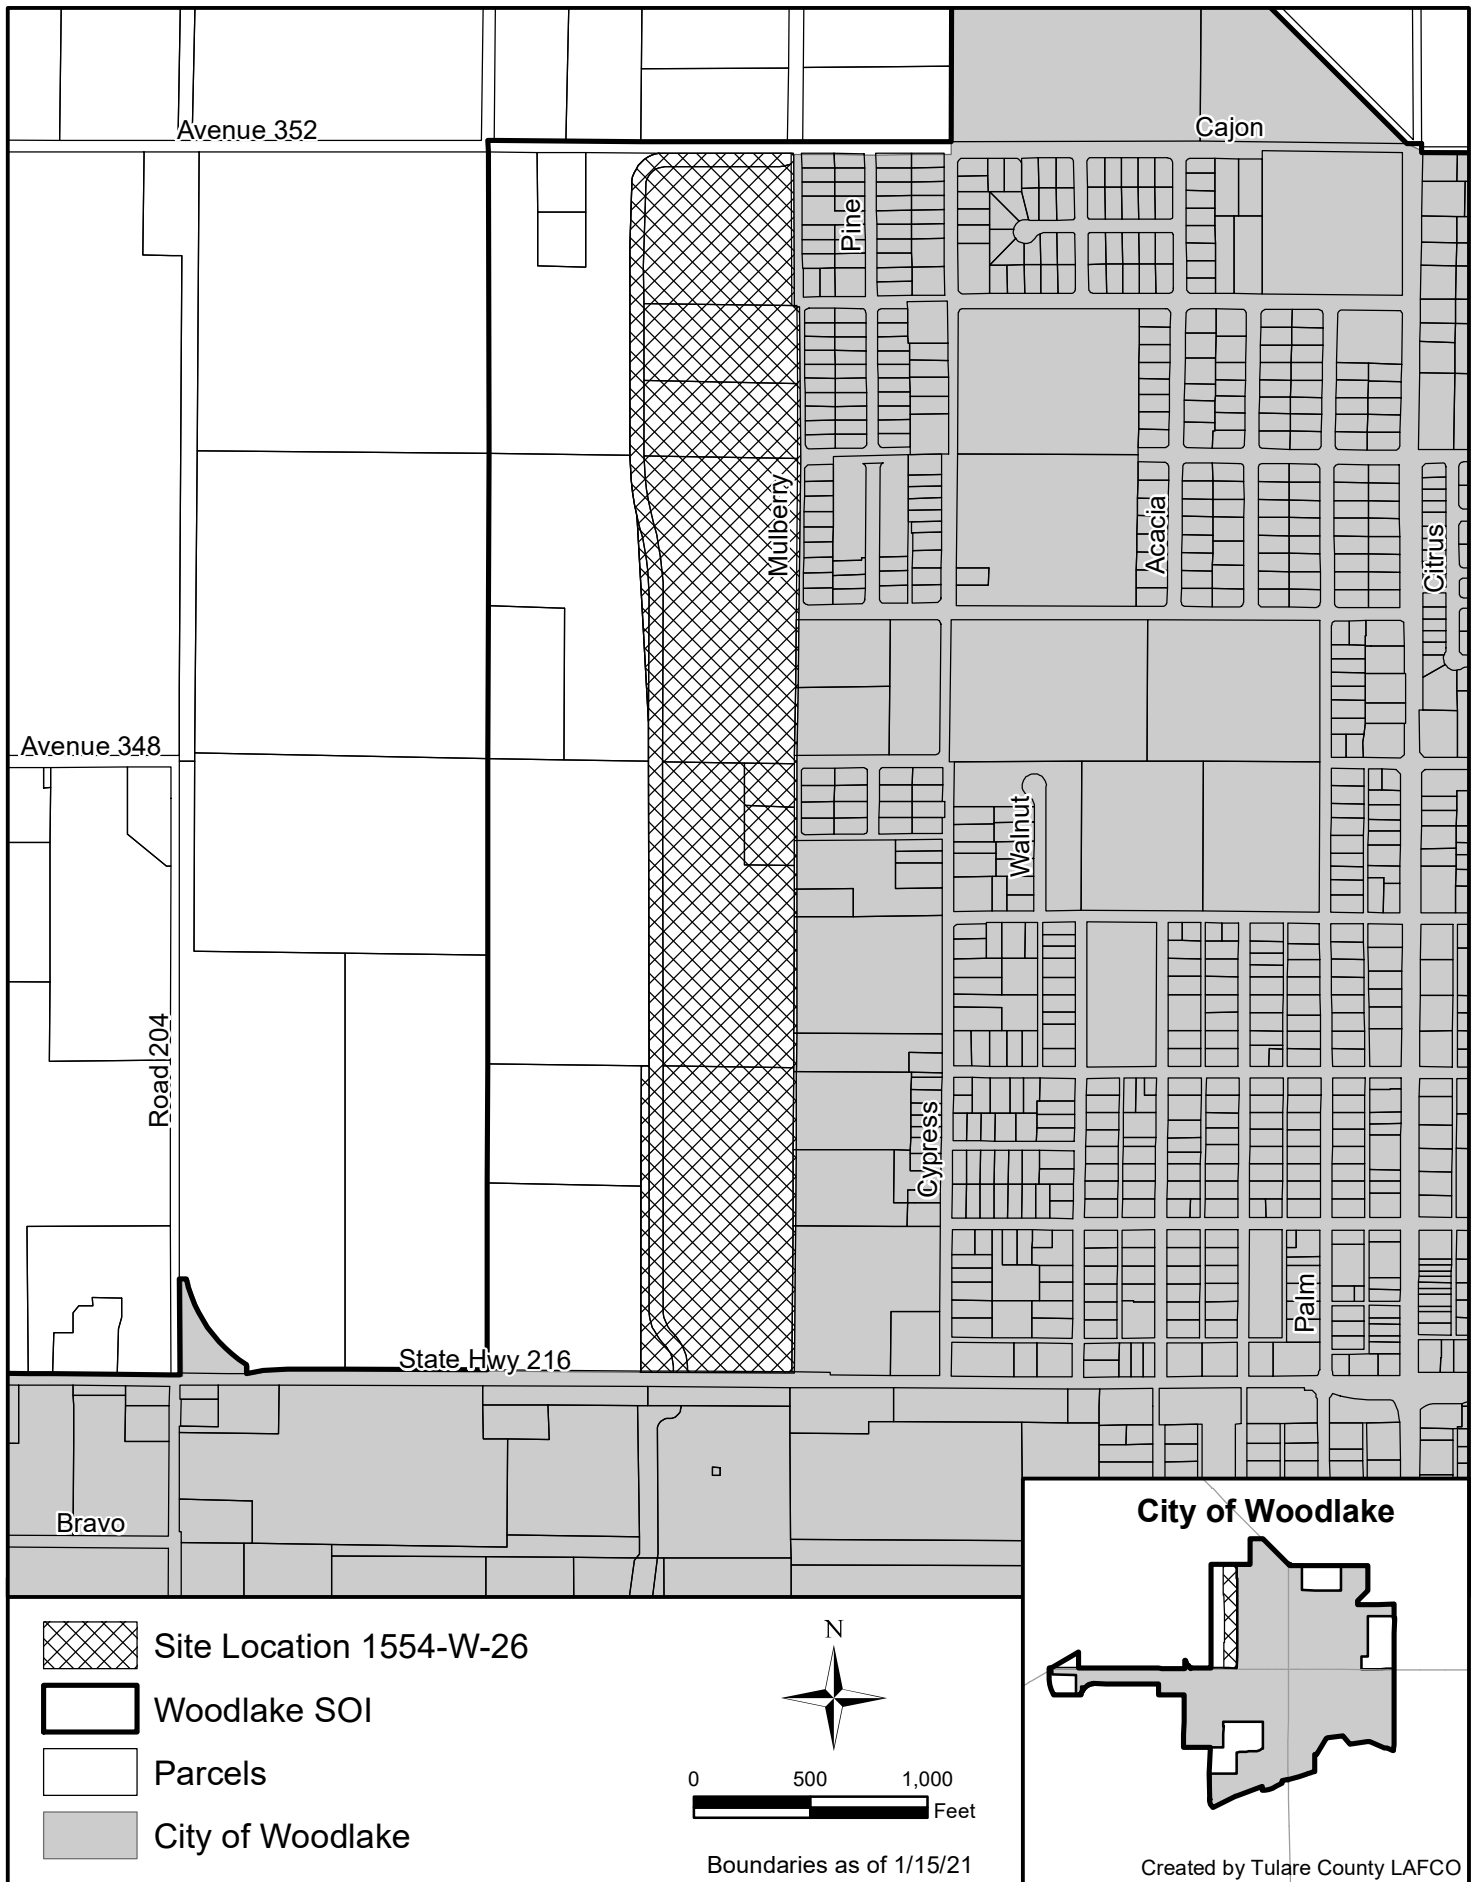 Avenue 352
Cajon
Pine
Mulberry
Acacia
Citrus
Avenue 348
Walnut
Road 204
Cypress
Palm
State Hwy 216
Bravo
City of Woodlake
Site Location 1554-W-26
Woodlake SOI
Parcels
City of Woodlake
N
0 500 1,000
Feet
Boundaries as of 1/15/21
Created by Tulare County LAFCO